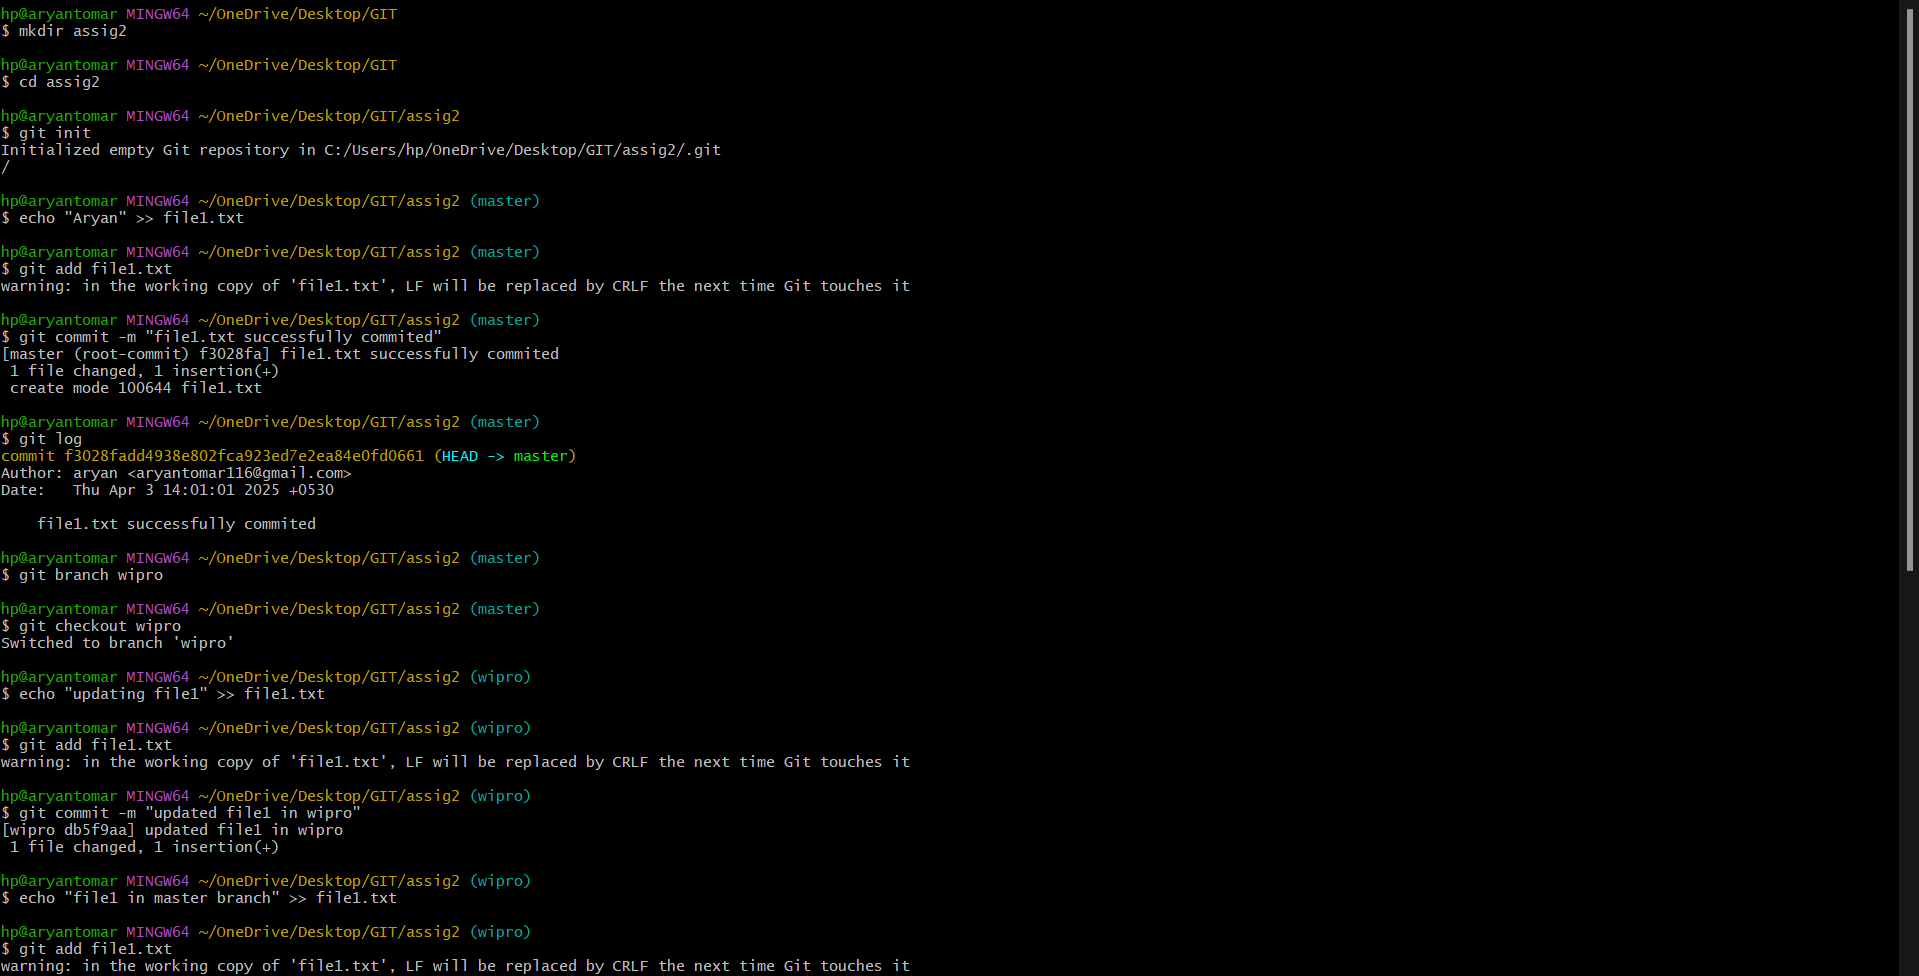 hp@aryantomar MINGW64 ~/OneDrive/Desktop/GIT
$ mkdir assig2
hp@aryantomar MINGW64 ~/OneDrive/Desktop/GIT
$ cd assig2
hp@aryantomar MINGW64 ~/OneDrive/Desktop/GIT/assig2
$ git init
Initialized empty Git repository in C:/Users/hp/OneDrive/Desktop/GIT/assig2/.git
/
hp@aryantomar MINGW64 ~/OneDrive/Desktop/GIT/assig2 (master)
$ echo "Aryan" >> file1.txt
hp@aryantomar MINGW64 ~/OneDrive/Desktop/GIT/assig2 (master)
$ git add file1.txt
warning: in the working copy of 'file1.txt', LF will be replaced by CRLF the next time Git touches it
hp@aryantomar MINGW64 ~/OneDrive/Desktop/GIT/assig2 (master)
$ git commit -m "file1.txt successfully commited"
[master (root-commit) f3028fa] file1.txt successfully commited
 1 file changed, 1 insertion(+)
 create mode 100644 file1.txt
hp@aryantomar MINGW64 ~/OneDrive/Desktop/GIT/assig2 (master)
$ git log
commit f3028fadd4938e802fca923ed7e2ea84e0fd0661 (HEAD -> master)
Author: aryan <aryantomar116@gmail.com>
Date:   Thu Apr 3 14:01:01 2025 +0530
    file1.txt successfully commited
hp@aryantomar MINGW64 ~/OneDrive/Desktop/GIT/assig2 (master)
$ git branch wipro
hp@aryantomar MINGW64 ~/OneDrive/Desktop/GIT/assig2 (master)
$ git checkout wipro
Switched to branch 'wipro'
hp@aryantomar MINGW64 ~/OneDrive/Desktop/GIT/assig2 (wipro)
$ echo "updating file1" >> file1.txt
hp@aryantomar MINGW64 ~/OneDrive/Desktop/GIT/assig2 (wipro)
$ git add file1.txt
warning: in the working copy of 'file1.txt', LF will be replaced by CRLF the next time Git touches it
hp@aryantomar MINGW64 ~/OneDrive/Desktop/GIT/assig2 (wipro)
$ git commit -m "updated file1 in wipro"
[wipro db5f9aa] updated file1 in wipro
 1 file changed, 1 insertion(+)
hp@aryantomar MINGW64 ~/OneDrive/Desktop/GIT/assig2 (wipro)
$ echo "file1 in master branch" >> file1.txt
hp@aryantomar MINGW64 ~/OneDrive/Desktop/GIT/assig2 (wipro)
$ git add file1.txt
warning: in the working copy of 'file1.txt', LF will be replaced by CRLF the next time Git touches it